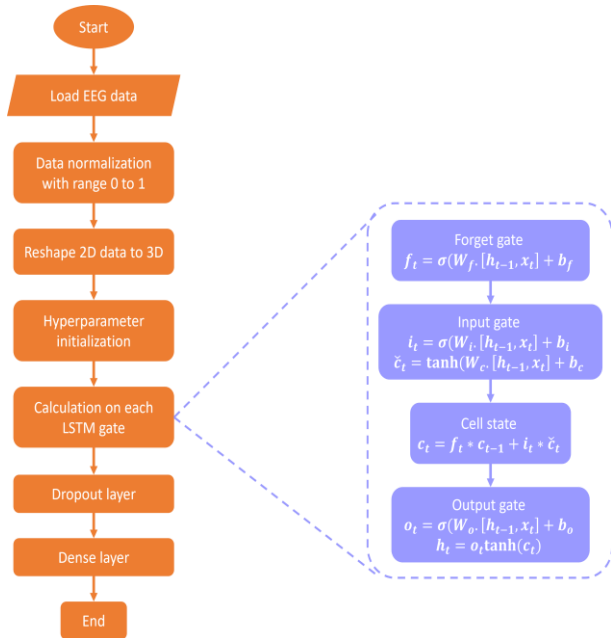 Start
Load EEG data
Data normalization
with range 0 to 1
Reshape 2D data to 3D
Hyperparameter
initialization
Calculation on each
LSTM gate
Dropout layer
Dense layer
End
Forget gate
f_t = σ(W_f. [h_{t−1}, x_t] + b_f
Input gate
i_t = σ(W_i. [h_{t−1}, x_t] + b_i
č_t = tanh(W_c. [h_{t−1}, x_t] + b_c
Cell state
c_t = f_t * c_{t−1} + i_t * č_t
Output gate
o_t = σ(W_o. [h_{t−1}, x_t] + b_o
h_t = o_t tanh(c_t)